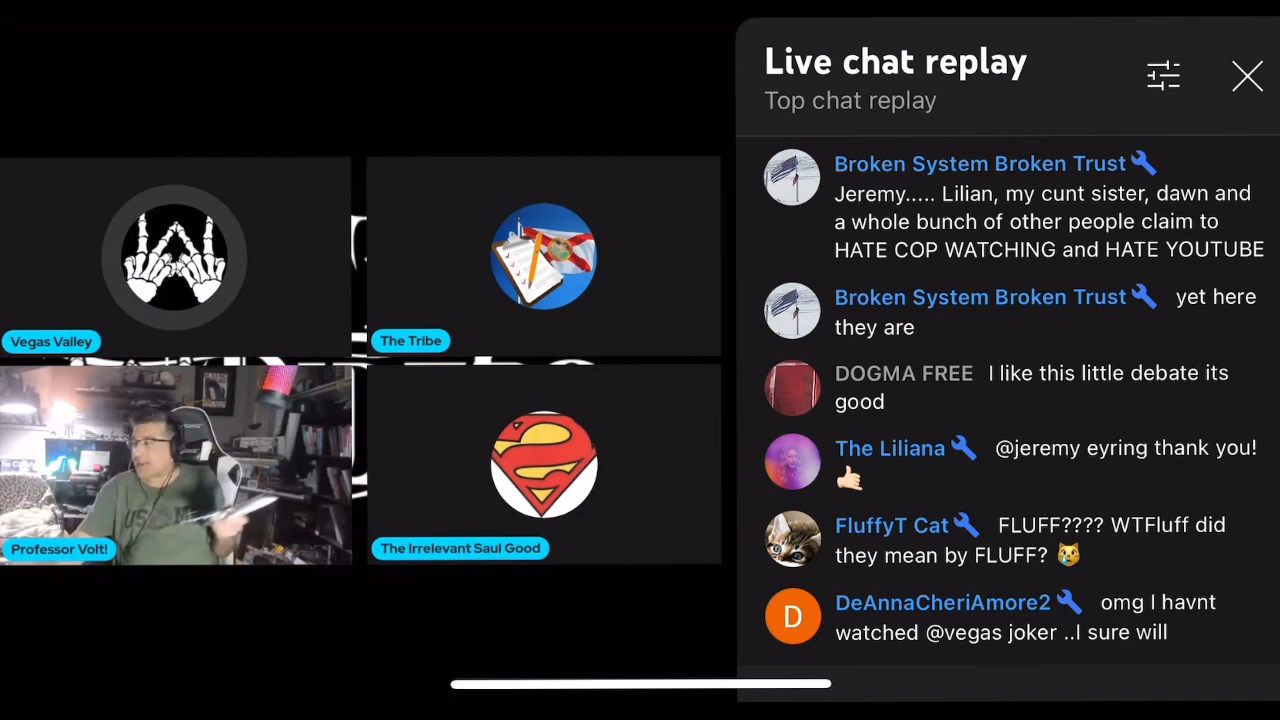 Live chat replay
Top chat replay
Broken System Broken Trust
Jeremy..... Lilian, my cunt sister, dawn and
a whole bunch of other people claim to
HATE COP WATCHING and HATE YOUTUBE
Broken System Broken Trust yet here
they are
DOGMA FREE I like this little debate its
good
The Liliana @jeremy eyring thank you!
FluffyT Cat FLUFF???? WTFluff did
they mean by FLUFF?
D DeAnnaCheriAmore2 omg I havnt
watched @vegas joker ..I sure will
Vegas Valley
The Tribe
Professor Volt!
The Irrelevant Saul Good